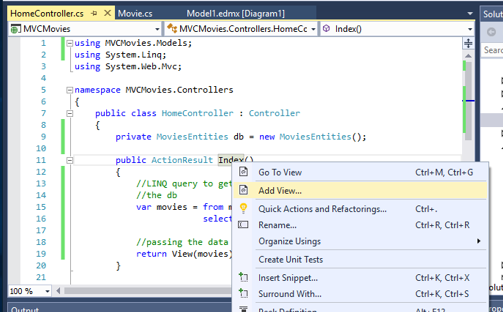 HomeController.cs Movie.cs Model1.edmx [Diagram1] Solu
MVCMovies MVCMovies.Controllers.HomeCo Index()
Sear
1 using MVCMovies.Models;
2 using System.Linq;
3 using System.Web.Mvc;
4
5 namespace MVCMovies.Controllers
6 {
7 public class HomeController : Controller
8 {
9 private MoviesEntities db = new MoviesEntities();
10
11 public ActionResult Index()
12 {
13 //LINQ query to get
14 //the db
15 var movies = from m
16 select
17
18 //passing the data
19 return View(movies)
20 }
21
Go To View Ctrl+M, Ctrl+G
Add View...
Quick Actions and Refactorings... Ctrl+.
Rename... Ctrl+R, Ctrl+R
Organize Usings
Create Unit Tests
Insert Snippet... Ctrl+K, Ctrl+X
Surround With... Ctrl+K, Ctrl+S
100 %
Output